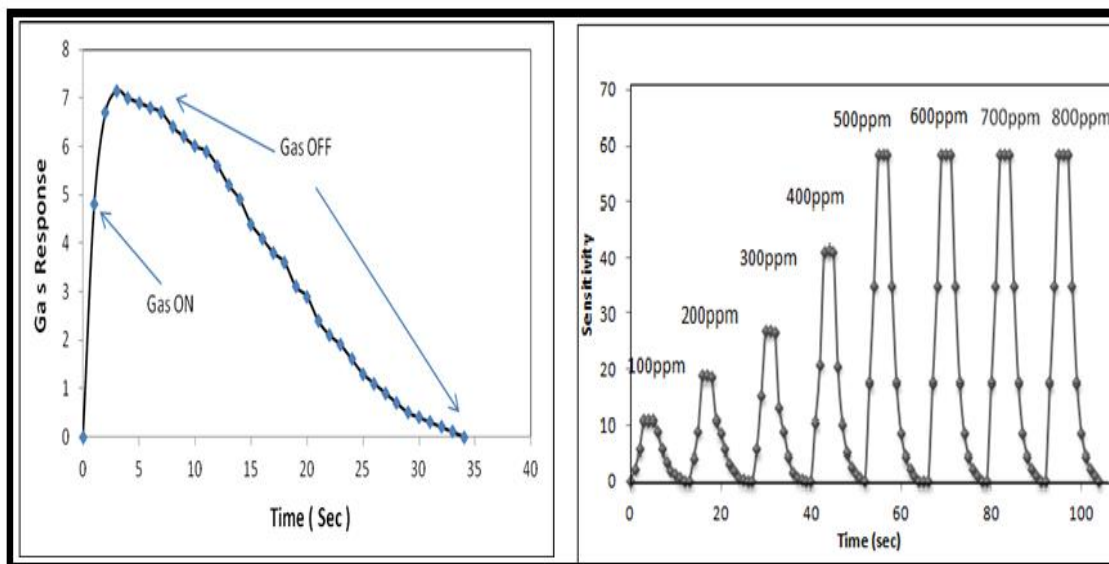 8
7
6
5
4
3
2
1
0
Ga s Response
Gas OFF
Gas ON
0 5 10 15 20 25 30 35 40
Time ( Sec )
70
60
50
40
30
20
10
0
Sensitivity
100ppm
200ppm
300ppm
400ppm
500ppm 600ppm 700ppm 800ppm
0 20 40 60 80 100
Time (sec)